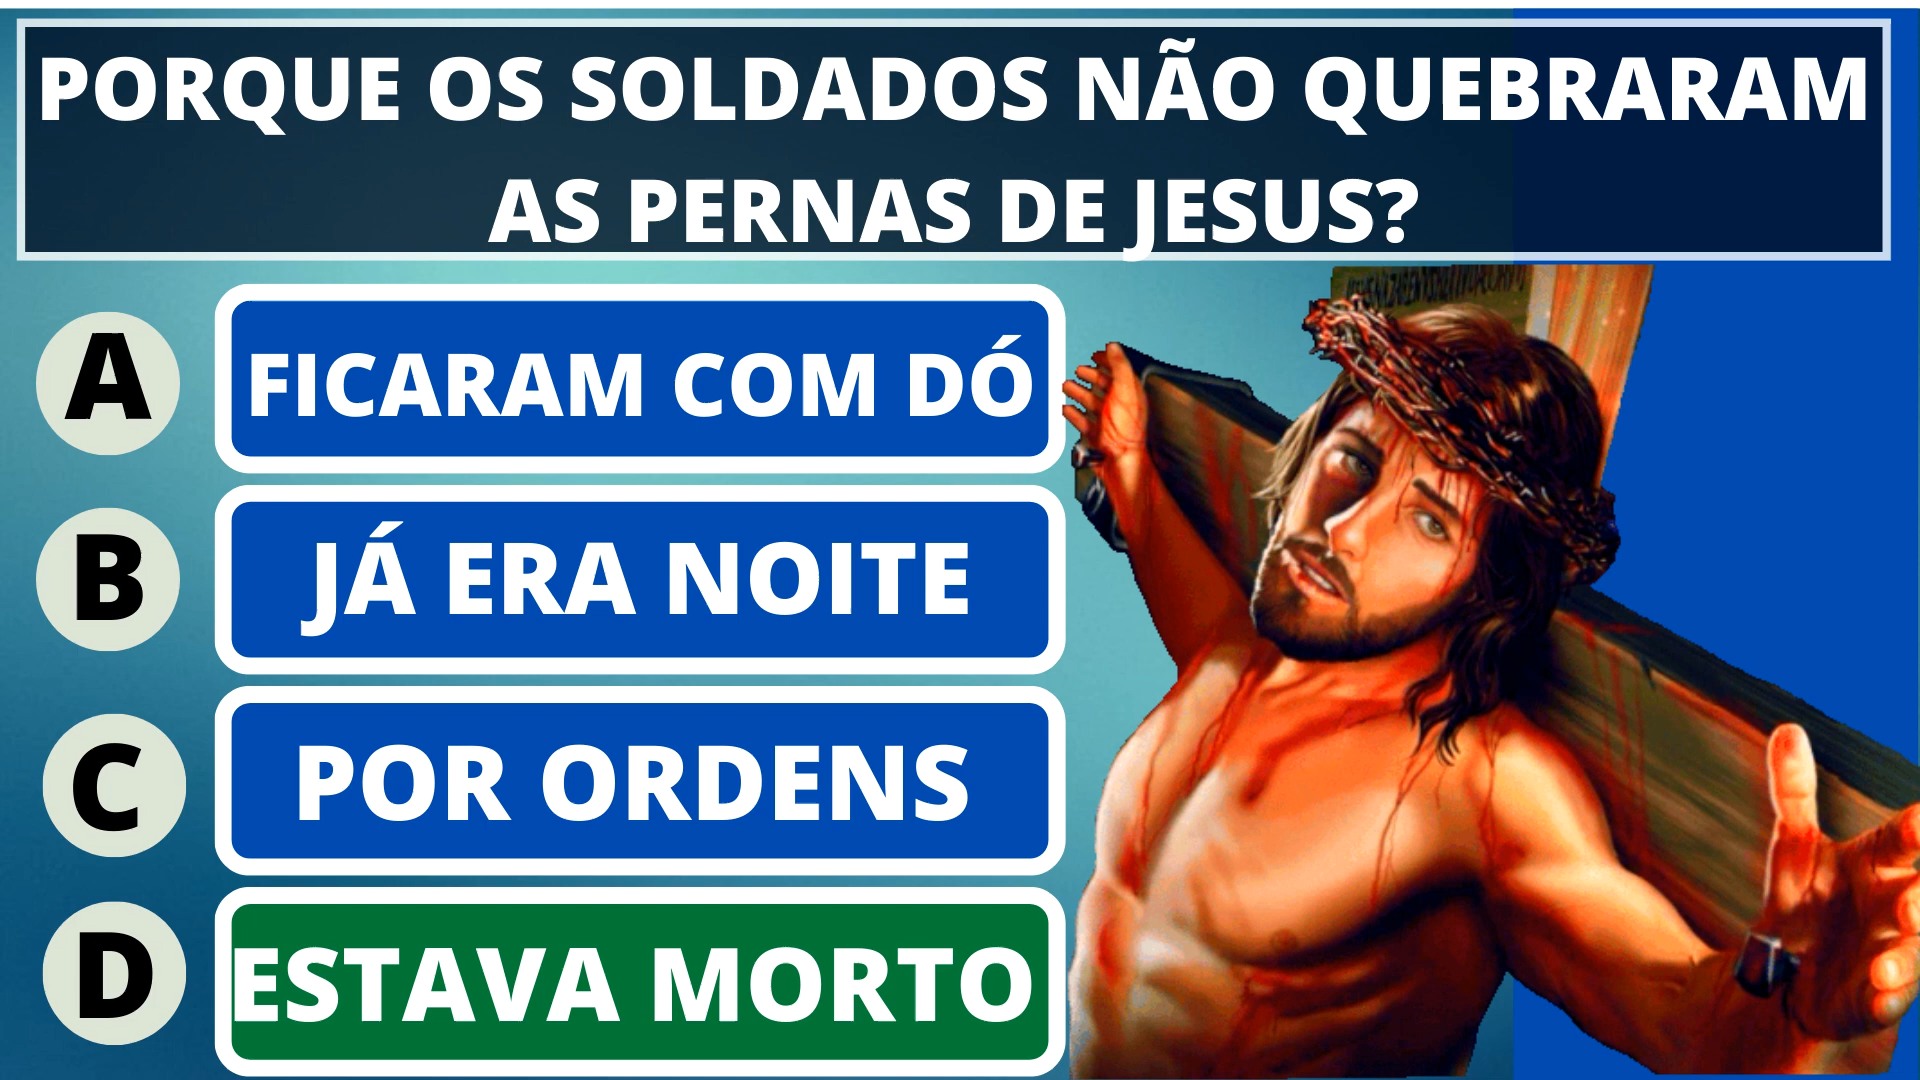 PORQUE OS SOLDADOS NÃO QUEBRARAM
AS PERNAS DE JESUS?
A
FICARAM COM DÓ
B
JÁ ERA NOITE
C
POR ORDENS
D
ESTAVA MORTO